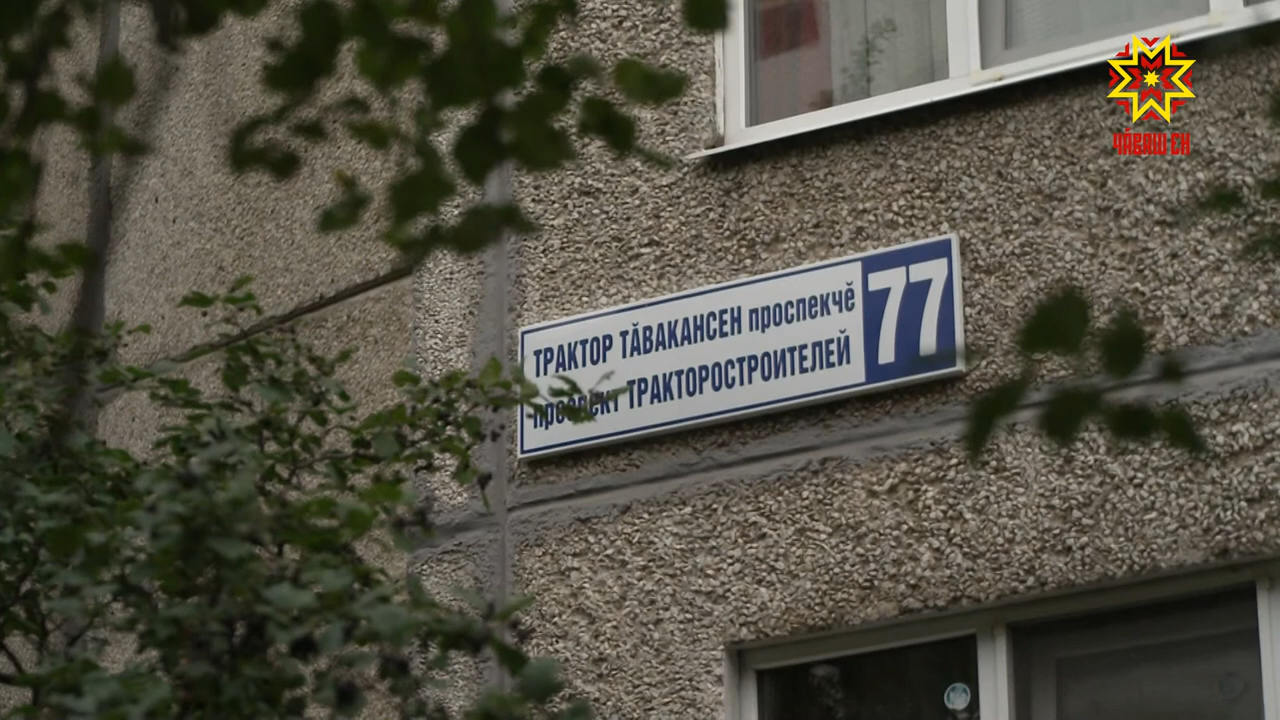 ЧӐВАШ ЕН
ТРАКТОР ТӐВАКАНСЕН проспекчӗ
проспект ТРАКТОРОСТРОИТЕЛЕЙ
77